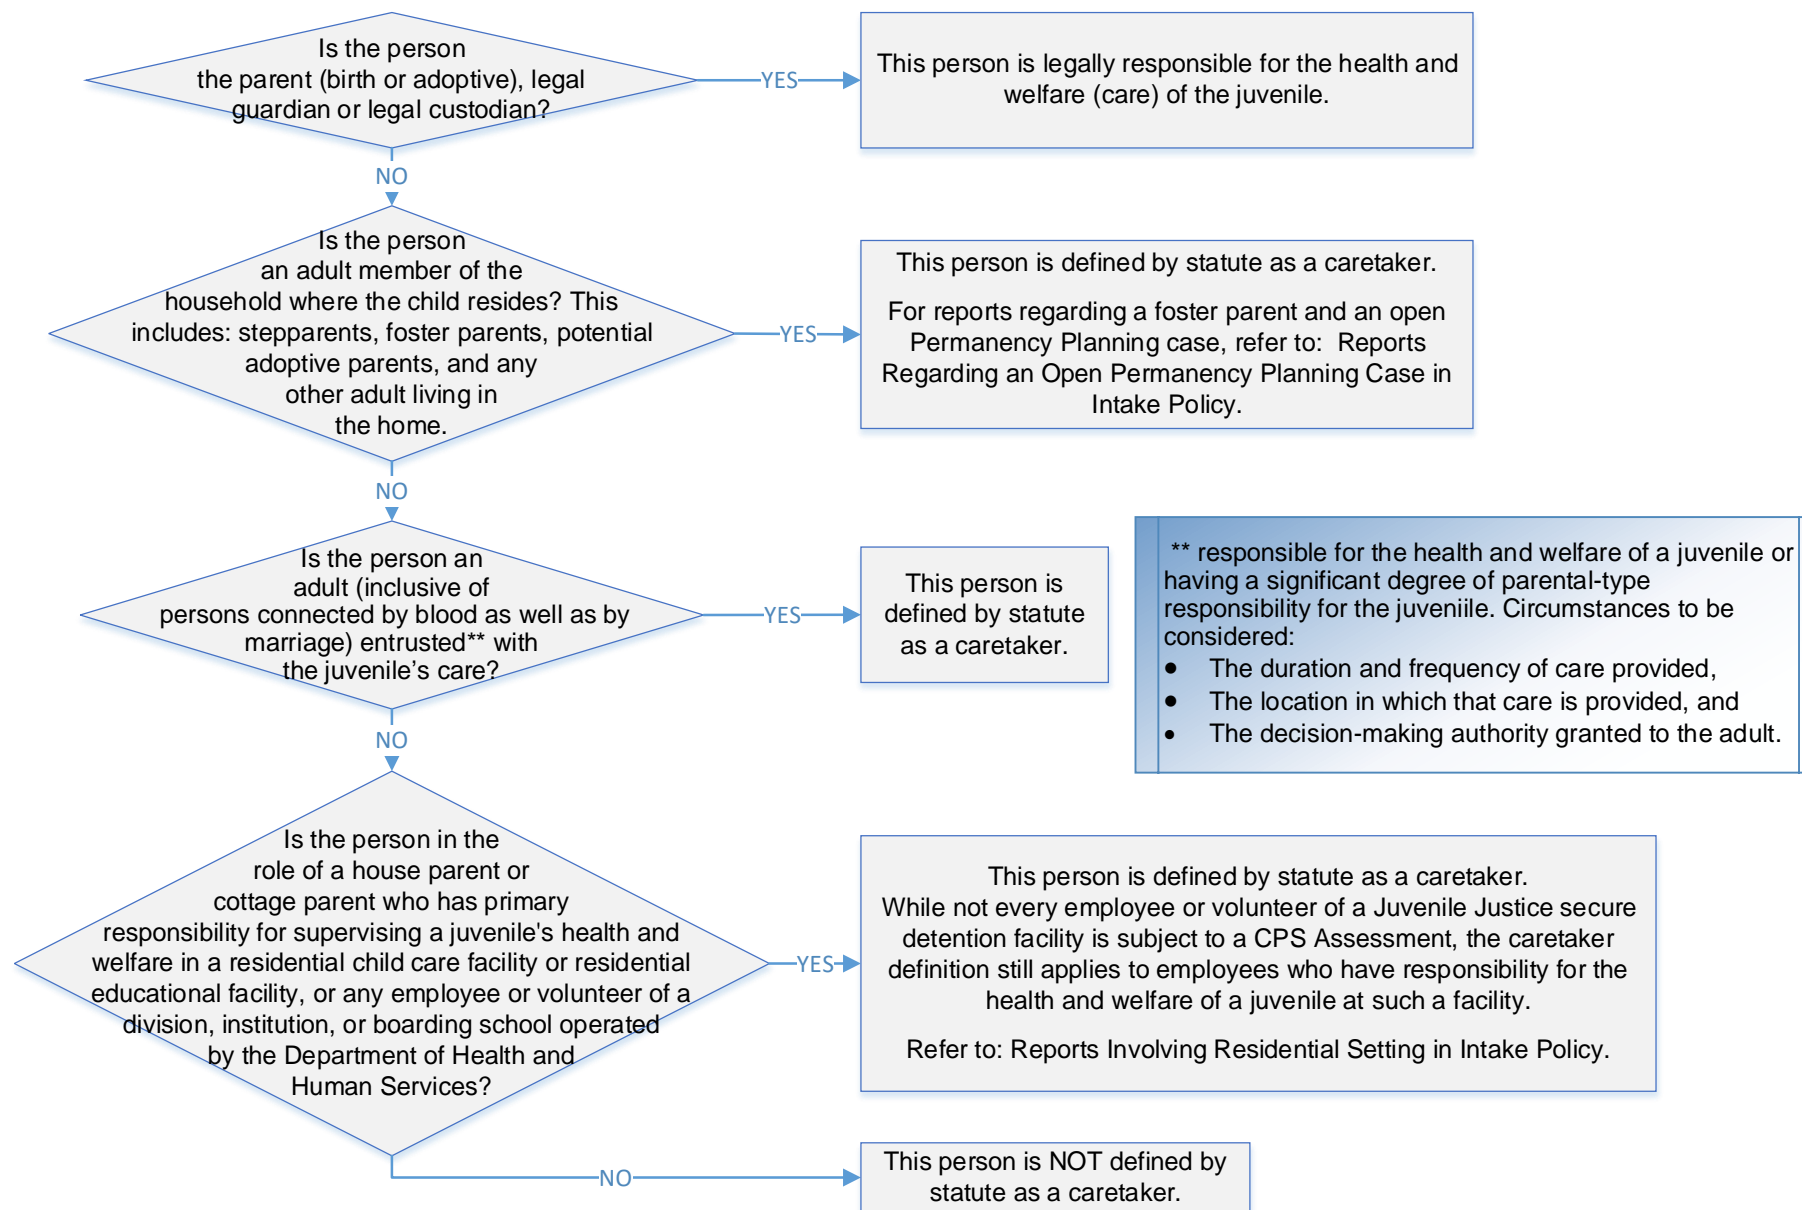 Is the person
the parent (birth or adoptive), legal
guardian or legal custodian?
YES
This person is legally responsible for the health and
welfare (care) of the juvenile.
NO
Is the person
an adult member of the
household where the child resides? This
includes: stepparents, foster parents, potential
adoptive parents, and any
other adult living in
the home.
YES
This person is defined by statute as a caretaker.
For reports regarding a foster parent and an open
Permanency Planning case, refer to: Reports
Regarding an Open Permanency Planning Case in
Intake Policy.
NO
Is the person an
adult (inclusive of
persons connected by blood as well as by
marriage) entrusted** with
the juvenile’s care?
YES
This person is
defined by statute
as a caretaker.
** responsible for the health and welfare of a juvenile or
having a significant degree of parental-type
responsibility for the juveniile. Circumstances to be
considered:
• The duration and frequency of care provided,
• The location in which that care is provided, and
• The decision-making authority granted to the adult.
NO
Is the person in the
role of a house parent or
cottage parent who has primary
responsibility for supervising a juvenile's health and
welfare in a residential child care facility or residential
educational facility, or any employee or volunteer of a
division, institution, or boarding school operated
by the Department of Health and
Human Services?
YES
This person is defined by statute as a caretaker.
While not every employee or volunteer of a Juvenile Justice secure
detention facility is subject to a CPS Assessment, the caretaker
definition still applies to employees who have responsibility for the
health and welfare of a juvenile at such a facility.
Refer to: Reports Involving Residential Setting in Intake Policy.
NO
This person is NOT defined by
statute as a caretaker.